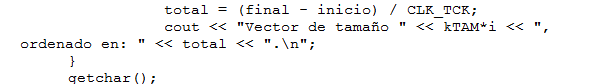 total = (final - inicio) / CLK_TCK;
cout << "Vector de tamaño " << kTAM*i << ",
ordenado en: " << total << ".\n";
}
getchar();